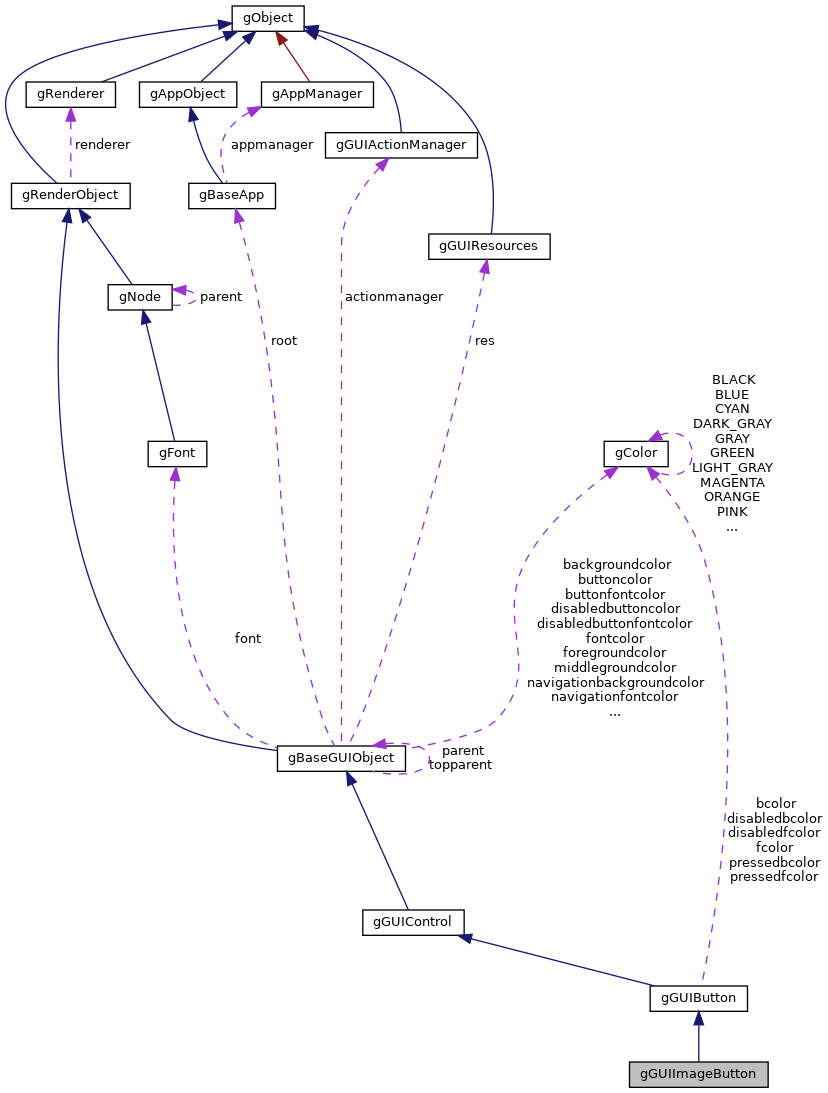 gObject
gRenderer
gAppObject
gAppManager
renderer
appmanager
gGUIActionManager
gRenderObject
gBaseApp
gGUIResources
gNode
parent
actionmanager
root
res
BLACK
BLUE
CYAN
DARK_GRAY
GRAY
GREEN
LIGHT_GRAY
MAGENTA
ORANGE
PINK
...
gFont
gColor
backgroundcolor
buttoncolor
buttonfontcolor
disabledbuttoncolor
disabledbuttonfontcolor
fontcolor
foregroundcolor
middlegroundcolor
navigationbackgroundcolor
navigationfontcolor
...
font
gBaseGUIObject
parent
topparent
bcolor
disabledbcolor
disabledfcolor
fcolor
pressedbcolor
pressedfcolor
gGUIControl
gGUIButton
gGUIImageButton